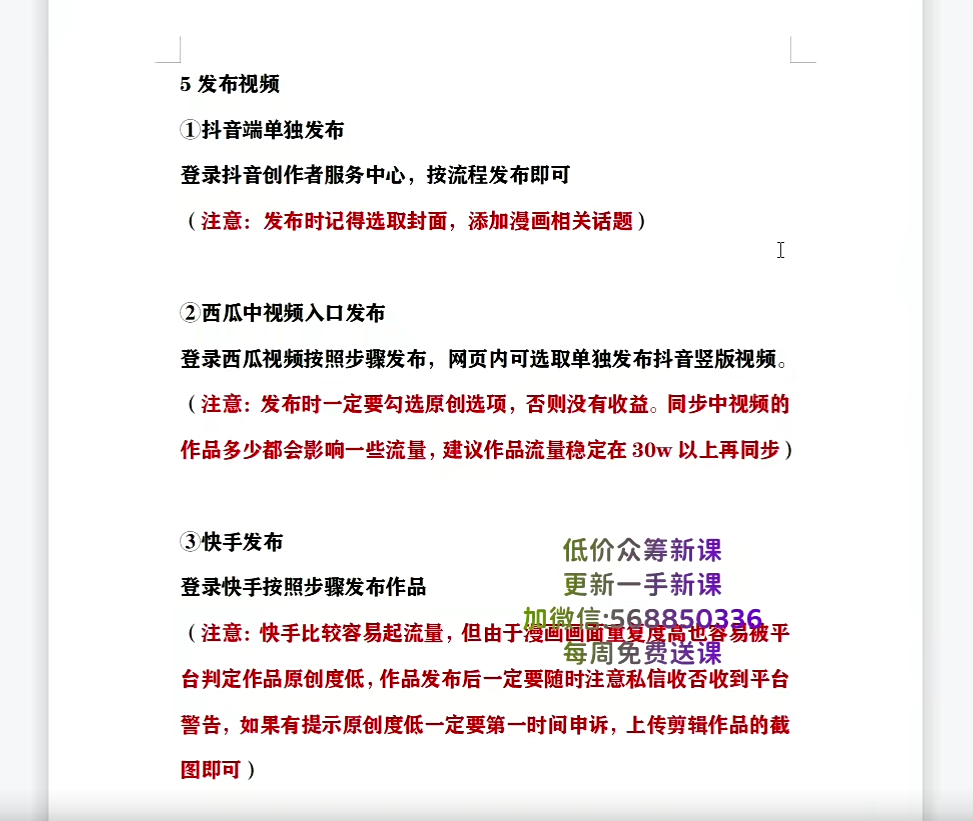 5 发布视频
①抖音端单独发布
登录抖音创作者服务中心，按流程发布即可
（注意：发布时记得选取封面，添加漫画相关话题）
②西瓜中视频入口发布
登录西瓜视频按照步骤发布，网页内可选取单独发布抖音竖版视频。
（注意：发布时一定要勾选原创选项，否则没有收益。同步中视频的
作品多少都会影响一些流量，建议作品流量稳定在 30w 以上再同步）
③快手发布
登录快手按照步骤发布作品
（注意：快手比较容易起流量，但由于漫画画面重复度高也容易被平
台判定作品原创度低，作品发布后一定要随时注意私信收否收到平台
警告，如果有提示原创度低一定要第一时间申诉，上传剪辑作品的截
图即可）
低价众筹新课
更新一手新课
加微信:568850336
每周免费送课